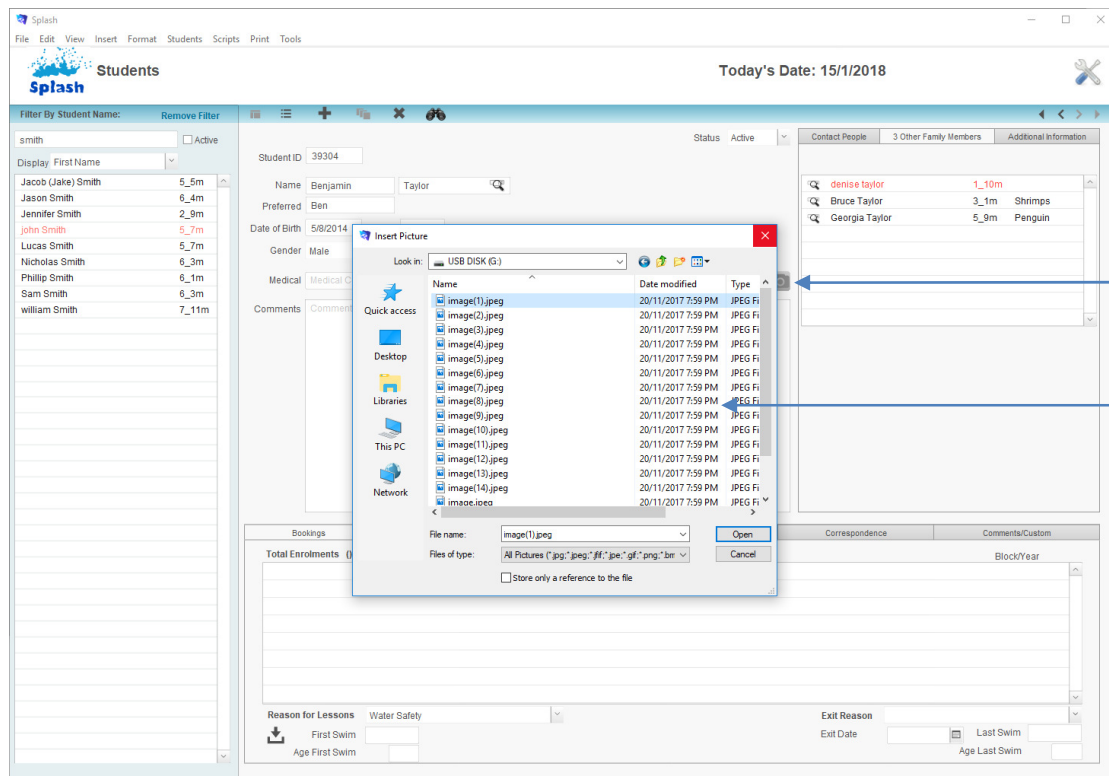 Splash
File Edit View Insert Format Students Scripts Print Tools
Splash
Students
Today's Date: 15/1/2018
Filter By Student Name: Remove Filter
smith
Active
Display First Name
Jacob (Jake) Smith 5_5m
Jason Smith 6_4m
Jennifer Smith 2_9m
john Smith 5_7m
Lucas Smith 5_7m
Nicholas Smith 6_3m
Phillip Smith 6_1m
Sam Smith 6_3m
william Smith 7_11m
Status Active
Student ID 39304
Name Benjamin Taylor
Preferred Ben
Date of Birth 5/8/2014
Gender Male
Medical Medical C
Comments Comment
Contact People 3 Other Family Members Additional Information
denise taylor 1_10m
Bruce Taylor 3_1m Shrimps
Georgia Taylor 5_9m Penguin
Insert Picture
Look in: USB DISK (G:)
Quick access
Desktop
Libraries
This PC
Network
Name Date modified Type
image(1).jpeg 20/11/2017 7:59 PM JPEG Fi
image(2).jpeg 20/11/2017 7:59 PM JPEG Fi
image(3).jpeg 20/11/2017 7:59 PM JPEG Fi
image(4).jpeg 20/11/2017 7:59 PM JPEG Fi
image(5).jpeg 20/11/2017 7:59 PM JPEG Fi
image(6).jpeg 20/11/2017 7:59 PM JPEG Fi
image(7).jpeg 20/11/2017 7:59 PM JPEG Fi
image(8).jpeg 20/11/2017 7:59 PM JPEG Fi
image(9).jpeg 20/11/2017 7:59 PM JPEG Fi
image(10).jpeg 20/11/2017 7:59 PM JPEG Fi
image(11).jpeg 20/11/2017 7:59 PM JPEG Fi
image(12).jpeg 20/11/2017 7:59 PM JPEG Fi
image(13).jpeg 20/11/2017 7:59 PM JPEG Fi
image(14).jpeg 20/11/2017 7:59 PM JPEG Fi
image.jpeg 20/11/2017 7:59 PM JPEG Fi
File name: image(1).jpeg Open
Files of type: All Pictures (*.jpg;*.jpeg;*.jfif;*.jpe;*.gif;*.png;*.bm Cancel
Store only a reference to the file
Bookings Correspondence Comments/Custom
Total Enrolments () Block/Year
Reason for Lessons Water Safety
First Swim
Age First Swim
Exit Reason
Exit Date Last Swim
Age Last Swim